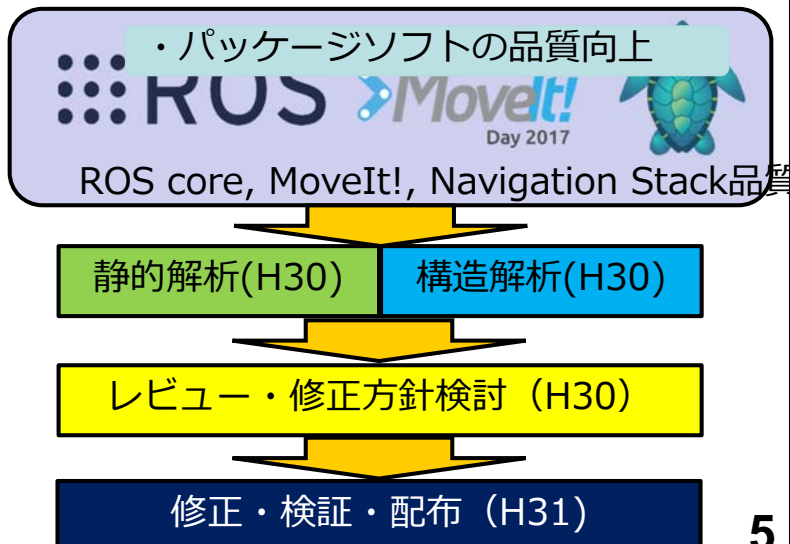 ・パッケージソフトの品質向上
ROS MoveIt!
Day 2017
ROS core, MoveIt!, Navigation Stack品質
静的解析(H30) 構造解析(H30)
レビュー・修正方針検討（H30）
修正・検証・配布（H31)
5